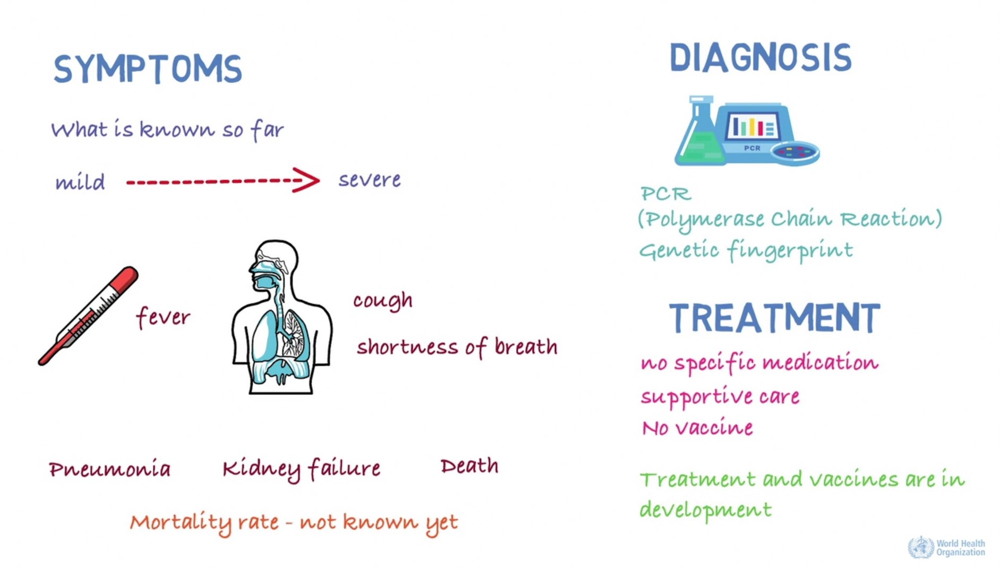 SYMPTOMS
What is known so far
mild
severe
fever
cough
shortness of breath
Pneumonia
Kidney failure
Death
Mortality rate - not known yet
DIAGNOSIS
PCR
PCR
(Polymerase Chain Reaction)
Genetic fingerprint
TREATMENT
no specific medication
supportive care
No vaccine
Treatment and vaccines are in
development
World Health
Organization